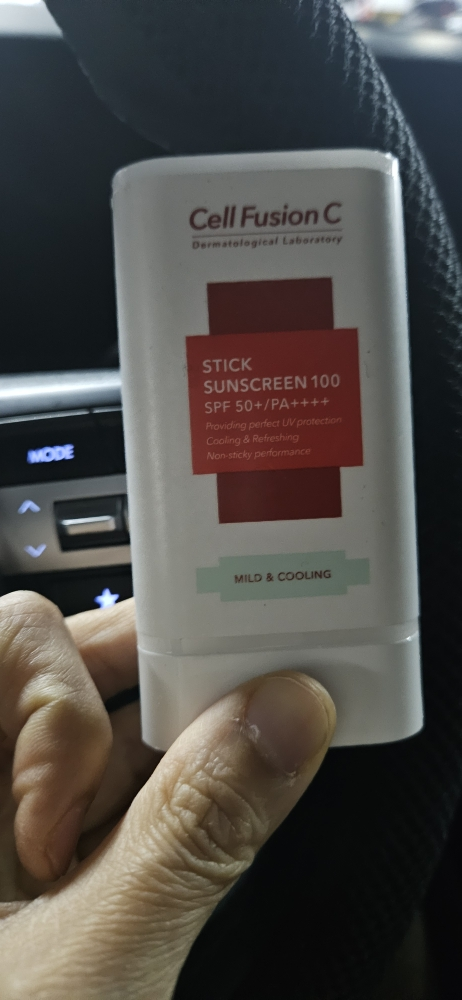 Cell Fusion C
Dermatological Laboratory
STICK
SUNSCREEN 100
SPF 50+/PA++++
Providing perfect UV protection
Cooling & Refreshing
Non-sticky performance
MODE
MILD & COOLING